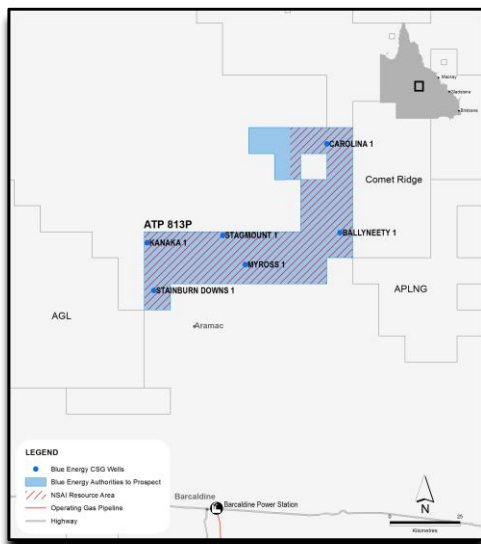 Mackay
Gladstone
Brisbane
CAROLINA 1
Comet Ridge
ATP 813P
STAGMOUNT 1
BALLYNEETY 1
KANAKA 1
MYROSS 1
STAINBURN DOWNS 1
APLNG
AGL
Aramac
LEGEND
Blue Energy CSG Wells
Blue Energy Authorities to Prospect
NSAI Resource Area
Operating Gas Pipeline
Highway
Barcaldine
Barcaldine Power Station
N
0 25
Kilometres